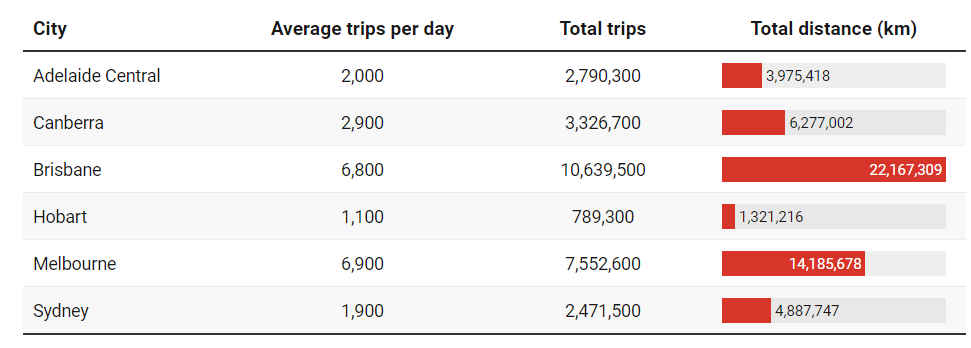 City Average trips per day Total trips Total distance (km)
Adelaide Central 2,000 2,790,300 3,975,418
Canberra 2,900 3,326,700 6,277,002
Brisbane 6,800 10,639,500 22,167,309
Hobart 1,100 789,300 1,321,216
Melbourne 6,900 7,552,600 14,185,678
Sydney 1,900 2,471,500 4,887,747